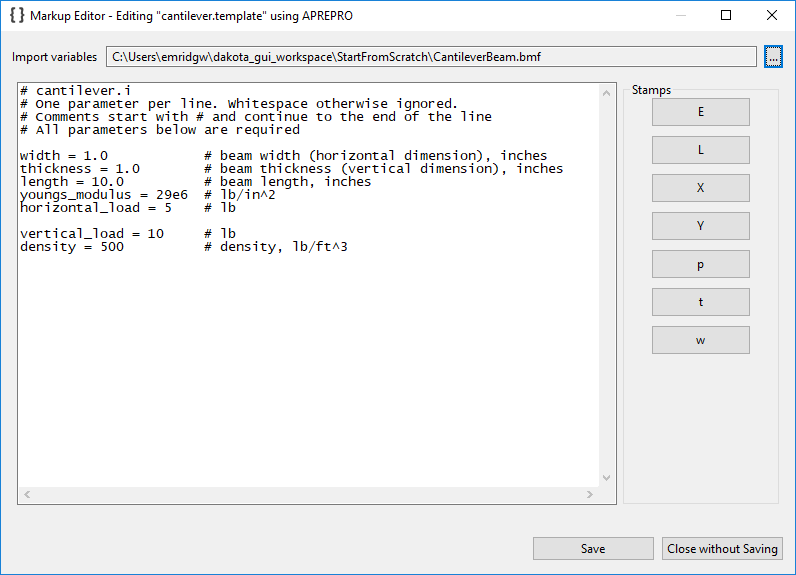 {} Markup Editor - Editing "cantilever.template" using APREPRO
Import variables C:\Users\emridgw\dakota_gui_workspace\StartFromScratch\CantileverBeam.bmf ...
# cantilever.i
# One parameter per line. Whitespace otherwise ignored.
# Comments start with # and continue to the end of the line
# All parameters below are required
width = 1.0 # beam width (horizontal dimension), inches
thickness = 1.0 # beam thickness (vertical dimension), inches
length = 10.0 # beam length, inches
youngs_modulus = 29e6 # lb/in^2
horizontal_load = 5 # lb
vertical_load = 10 # lb
density = 500 # density, lb/ft^3
Stamps
E
L
X
Y
p
t
w
Save Close without Saving